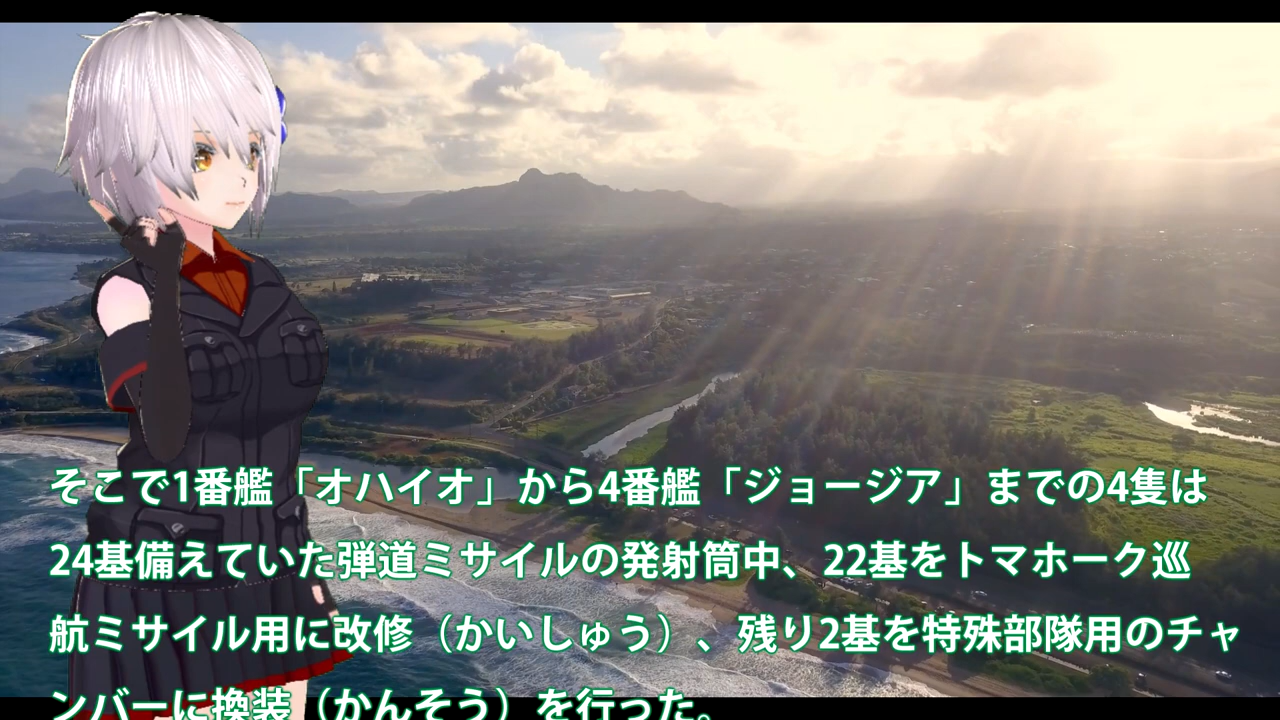 そこで1番艦「オハイオ」から4番艦「ジョージア」までの4隻は
24基備えていた弾道ミサイルの発射筒中、22基をトマホーク巡
航ミサイル用に改修（かいしゅう）、残り2基を特殊部隊用のチャ
ンバーに換装（かんそう）を行った。